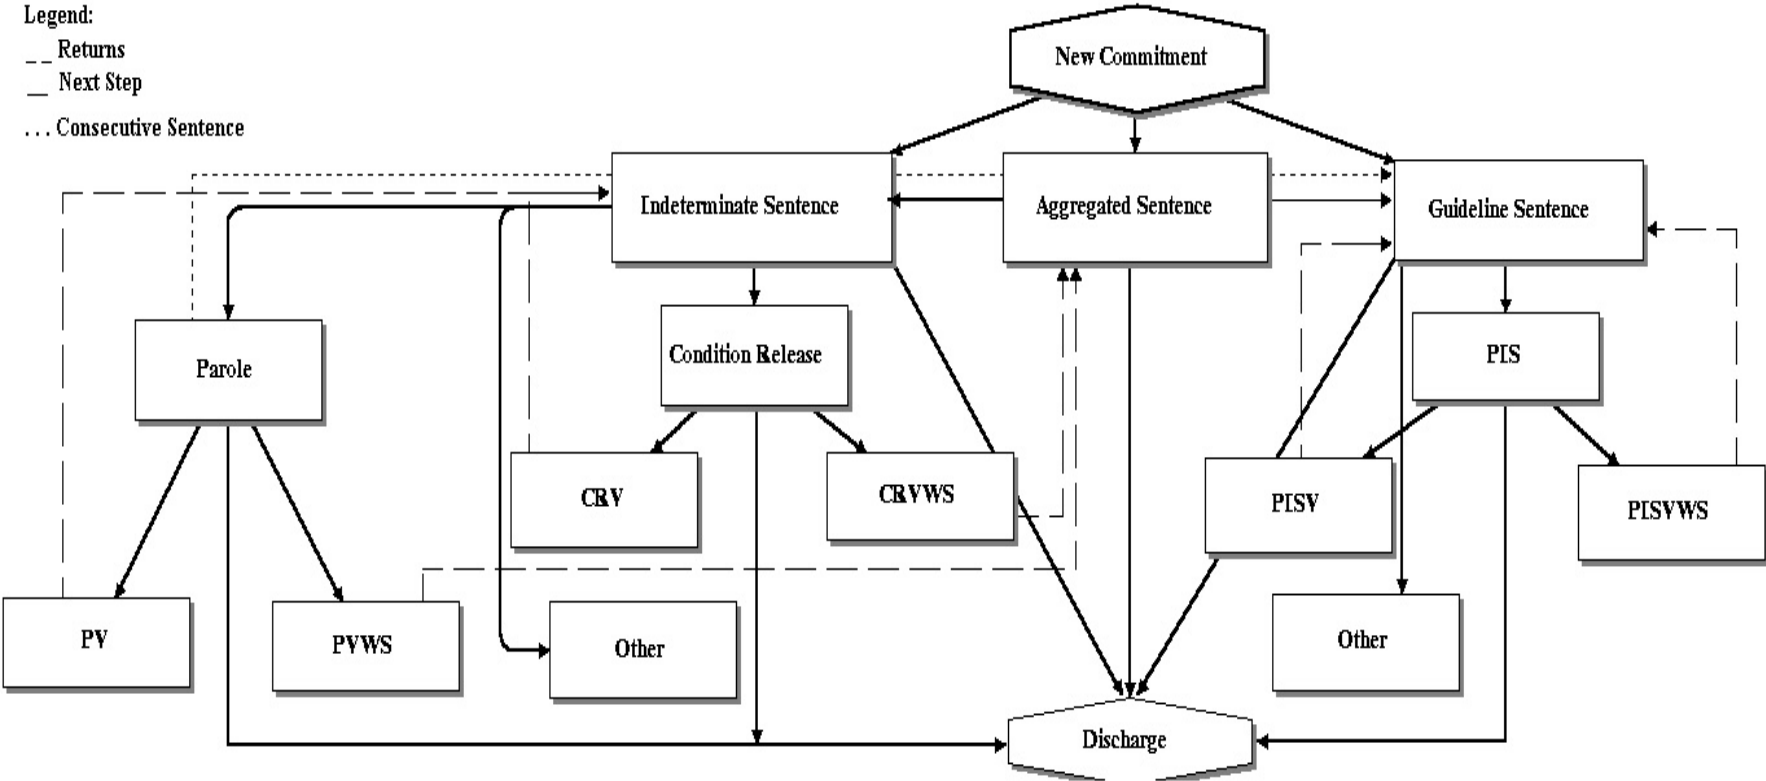 Legend:
_ _ Returns
__ Next Step
. . . Consecutive Sentence
New Commitment
Indeterminate Sentence
Aggregated Sentence
Guideline Sentence
Parole
Condition Release
PIS
CRV
CRVWS
PISV
PISVWS
PV
PVWS
Other
Other
Discharge